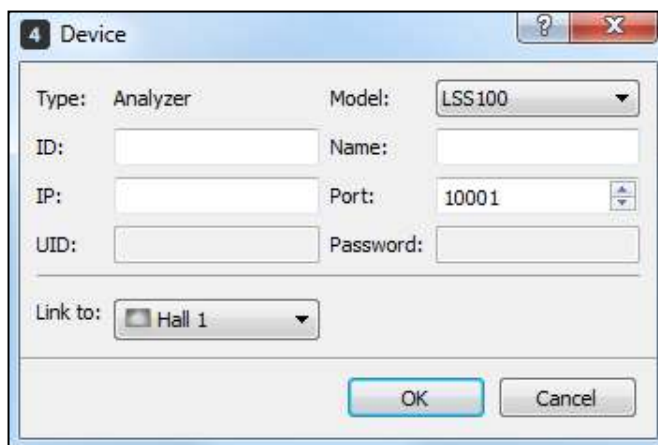 4 Device ?
Type: Analyzer Model: LSS100
ID: Name:
IP: Port: 10001
UID: Password:
Link to: Hall 1
OK Cancel